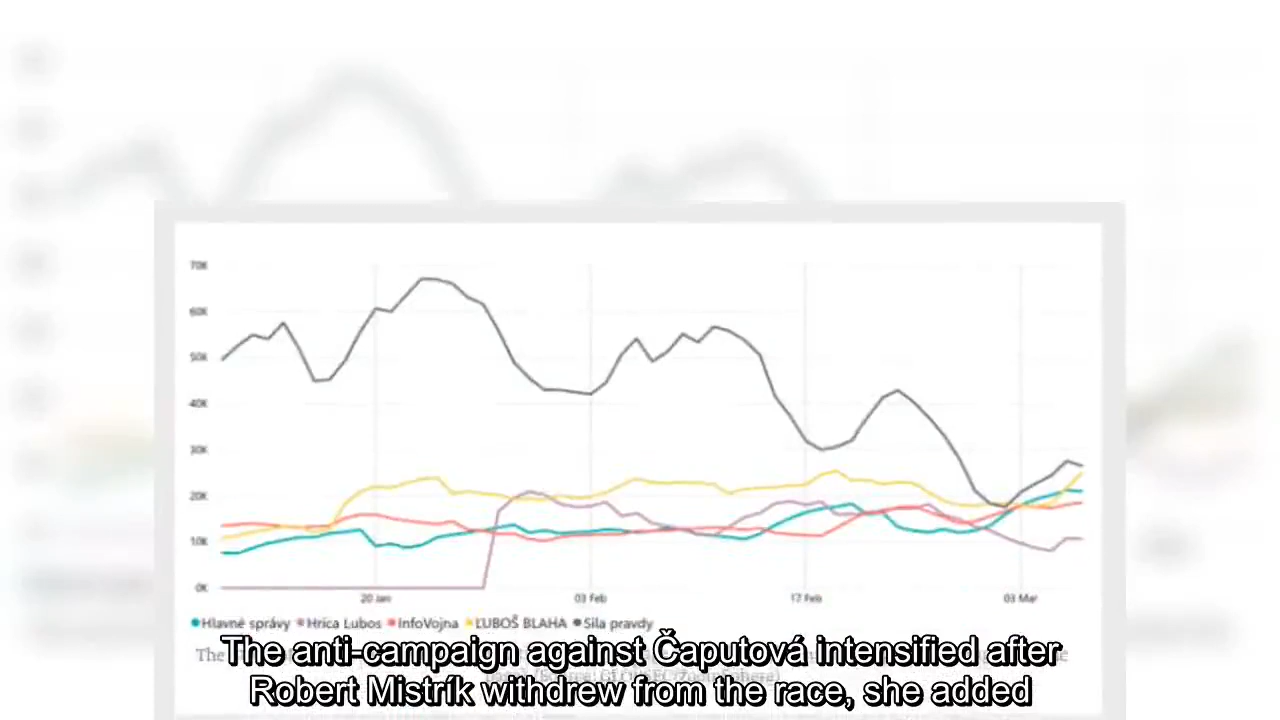 70K
60K
50K
40K
30K
20K
10K
0K
20 Jan
03 Feb
17 Feb
03 Mar
Hlavné správy Hrica Lubos InfoVojna ĽUBOŠ BLAHA Sila pravdy
The anti-campaign against Čaputová intensified after
Robert Mistrík withdrew from the race, she added